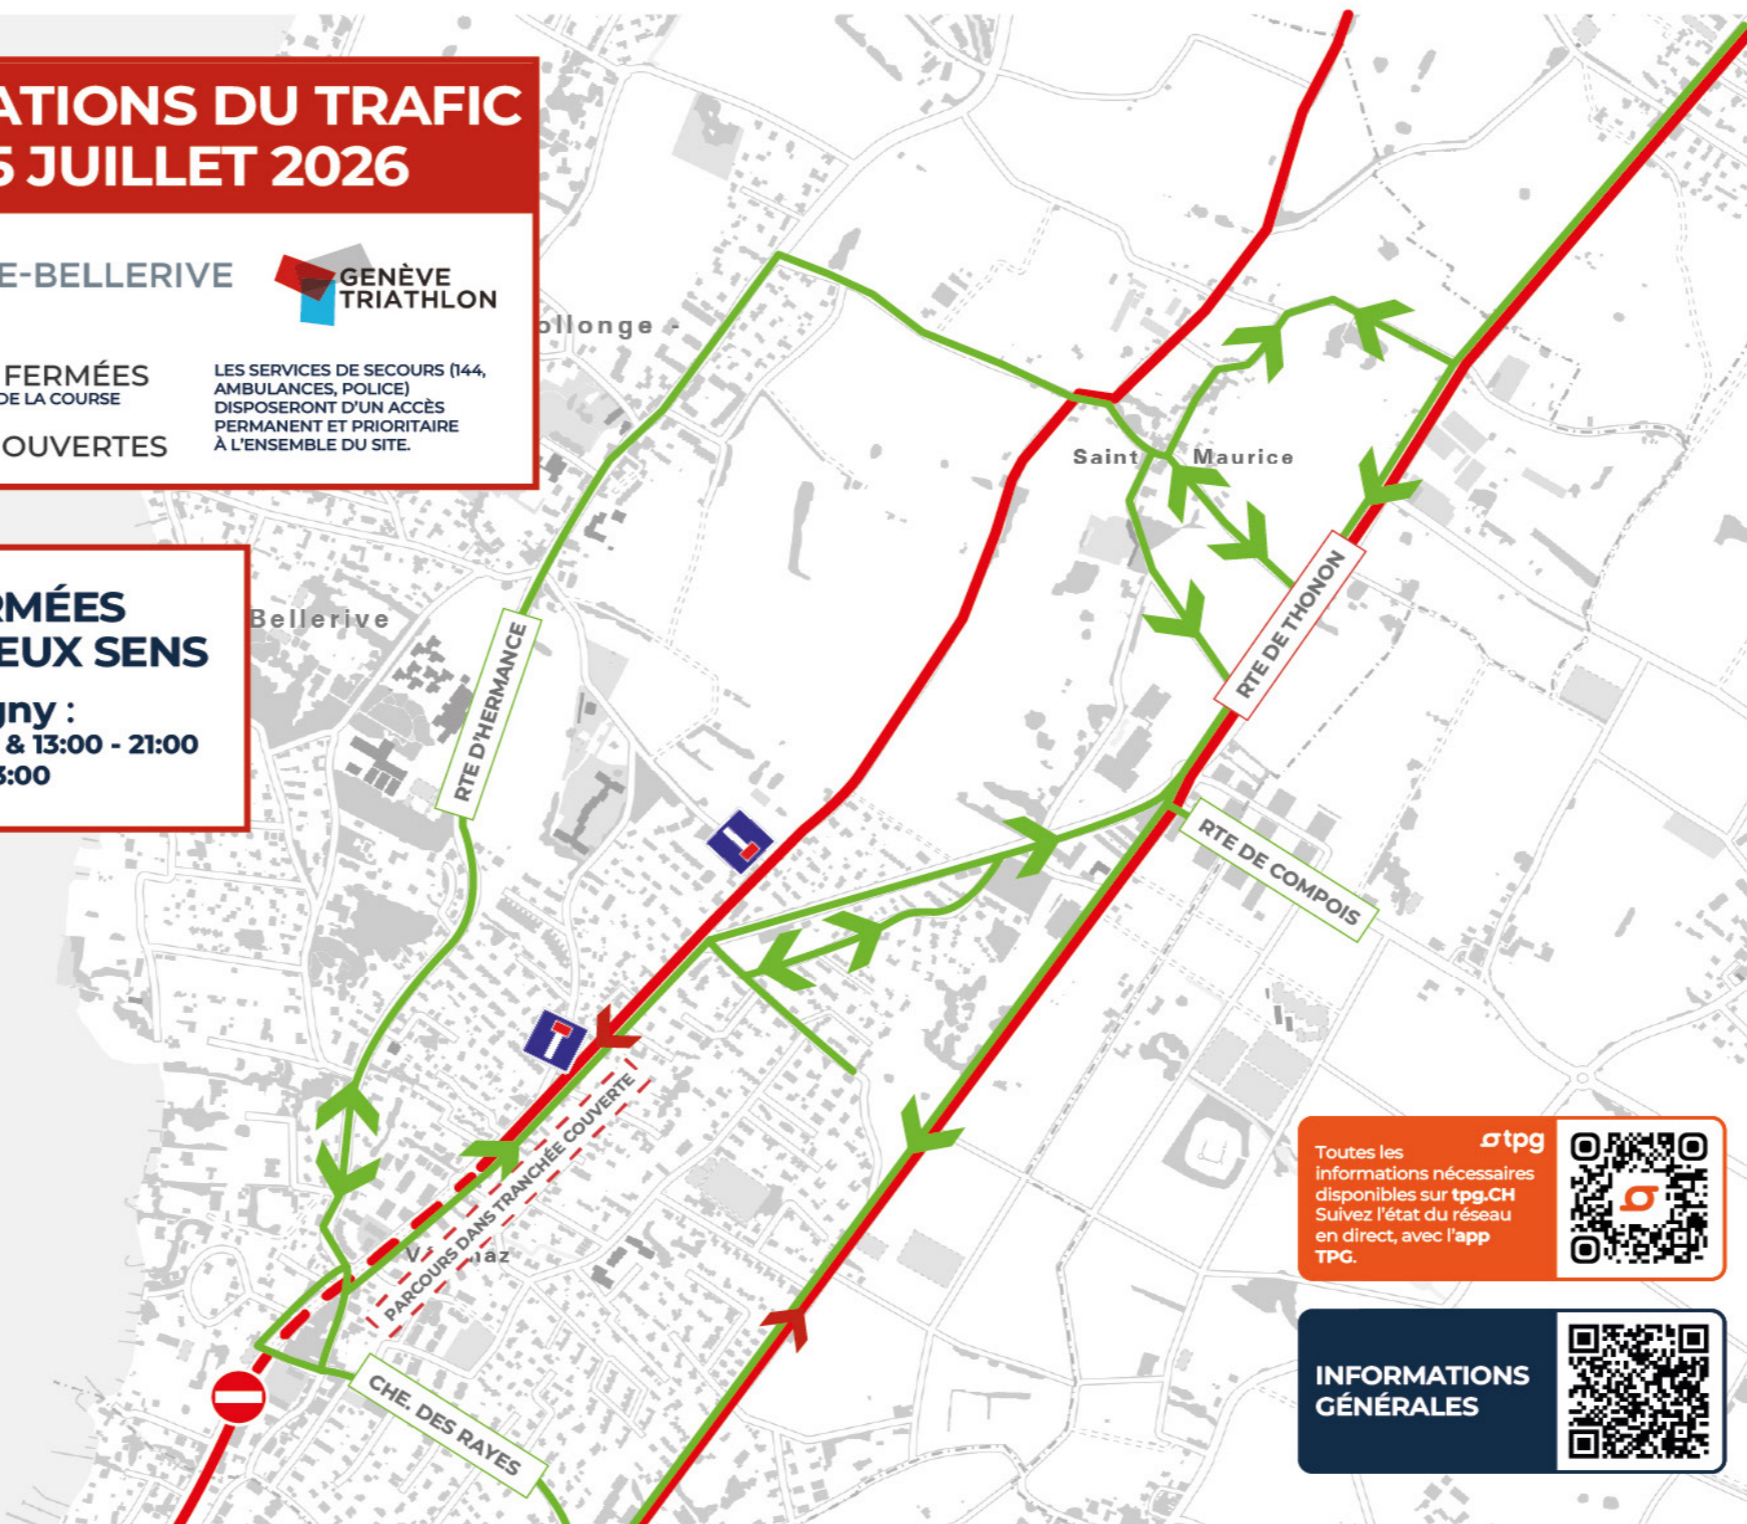 ATIONS DU TRAFIC
5 JUILLET 2026
E-BELLERIVE
GENÈVE
TRIATHLON
FERMÉES
DE LA COURSE
OUVERTES
LES SERVICES DE SECOURS (144,
AMBULANCES, POLICE)
DISPOSERONT D'UN ACCÈS
PERMANENT ET PRIORITAIRE
À L'ENSEMBLE DU SITE.
ollonge -
RMÉES
EUX SENS
gny :
& 13:00 - 21:00
3:00
Bellerive
Saint Maurice
RTE D'HERMANCE
RTE DE THONON
RTE DE COMPOIS
PARCOURS DANS TRANCHÉE COUVERTE
CHE. DES RAYES
tpg
Toutes les
informations nécessaires
disponibles sur tpg.CH
Suivez l'état du réseau
en direct, avec l'app
TPG.
INFORMATIONS
GÉNÉRALES